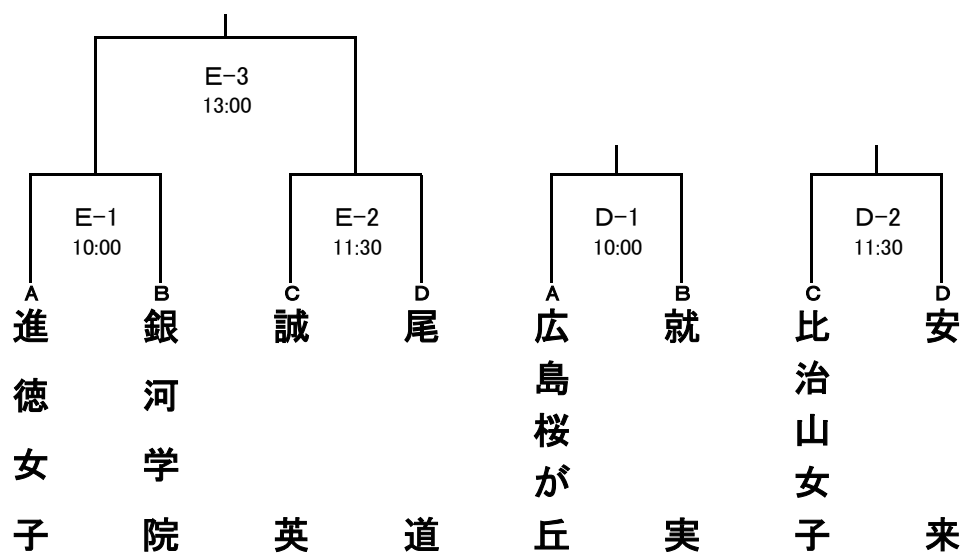 E-3
13:00
E-1
10:00
E-2
11:30
D-1
10:00
D-2
11:30
A
B
C
D
A
B
C
D
進徳女子
銀河学院
誠英
尾道
広島桜が丘
就実
比治山女子
安来